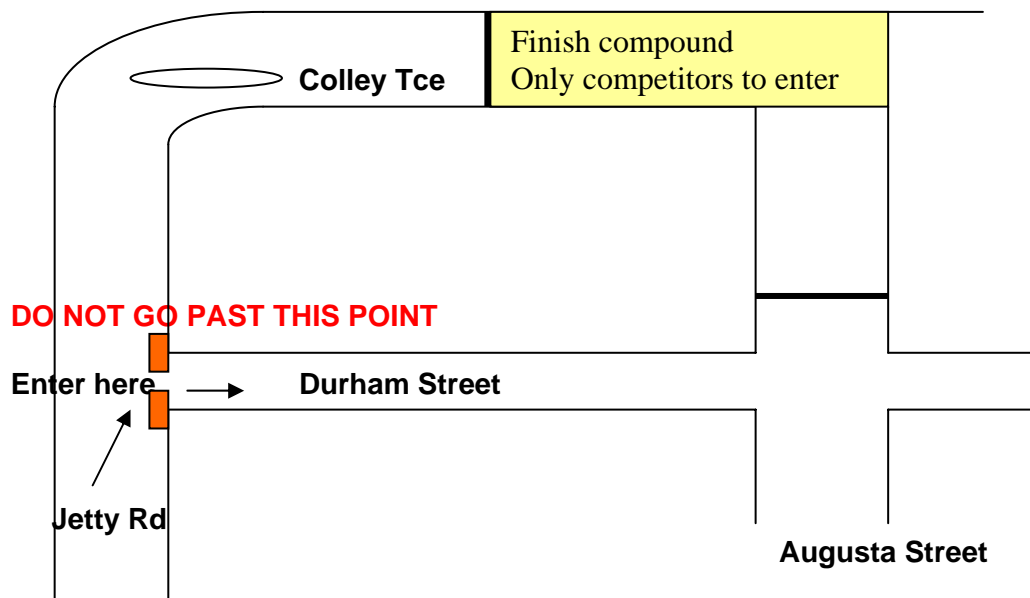 Finish compound
Only competitors to enter
Colley Tce
DO NOT GO PAST THIS POINT
Enter here
Durham Street
Jetty Rd
Augusta Street